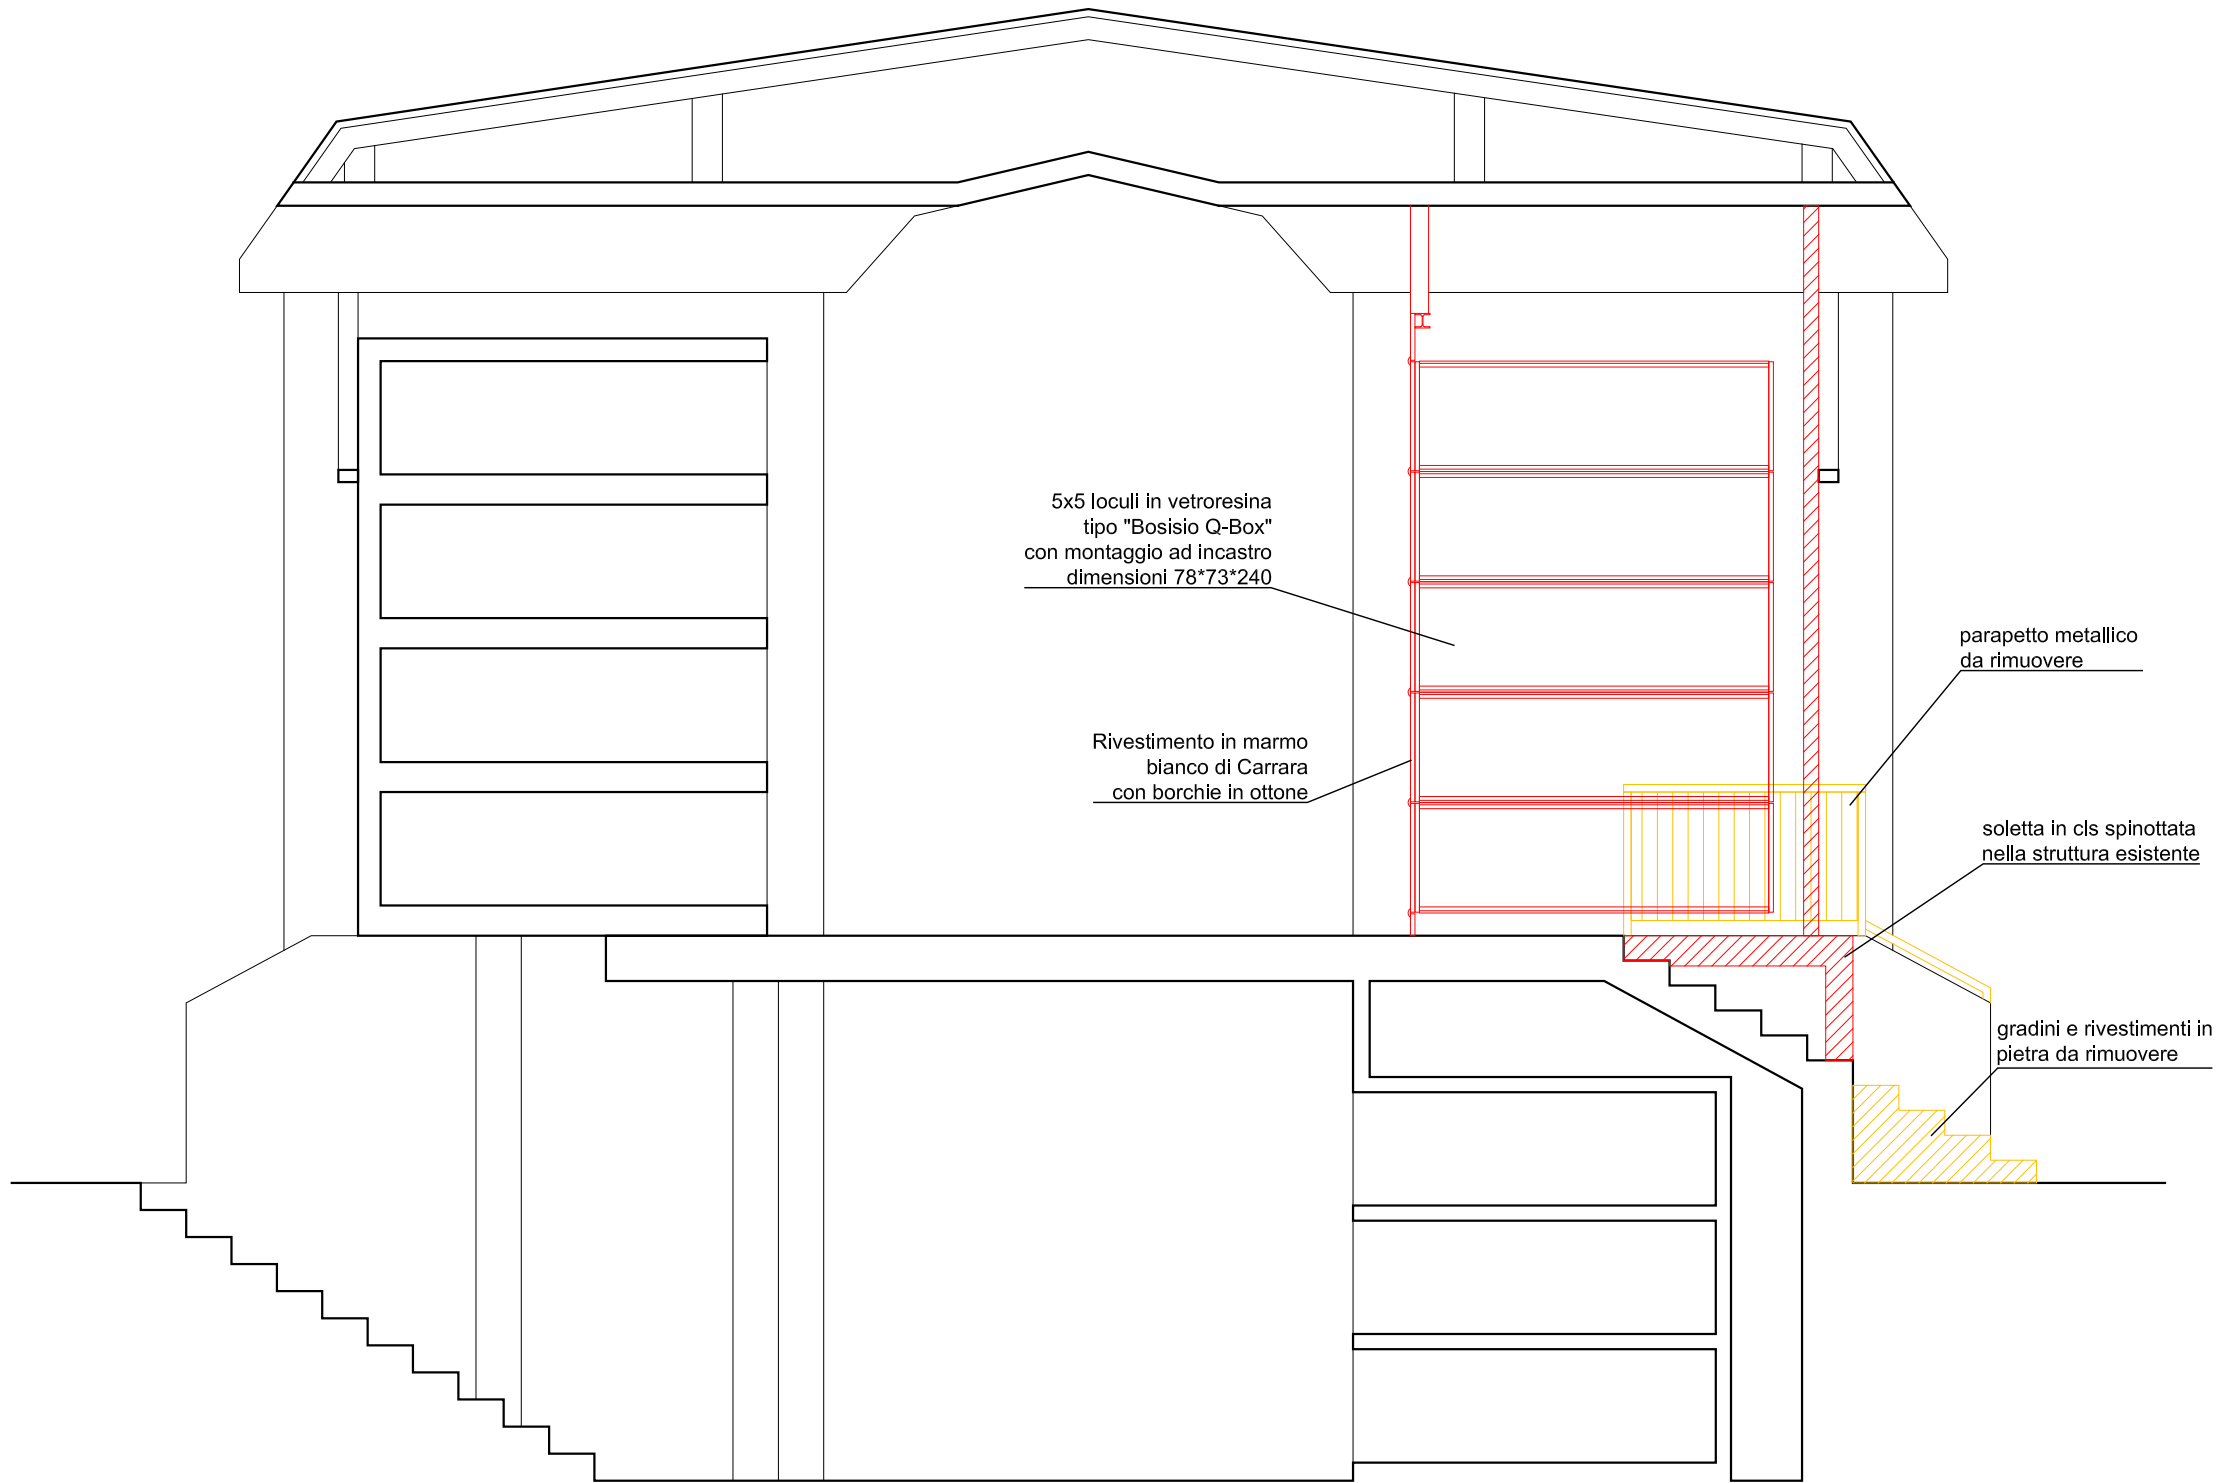 5x5 loculi in vetroresina
tipo "Bosisio Q-Box"
con montaggio ad incastro
dimensioni 78*73*240
Rivestimento in marmo
bianco di Carrara
con borchie in ottone
parapetto metallico
da rimuovere
soletta in cls spinottata
nella struttura esistente
gradini e rivestimenti in
pietra da rimuovere